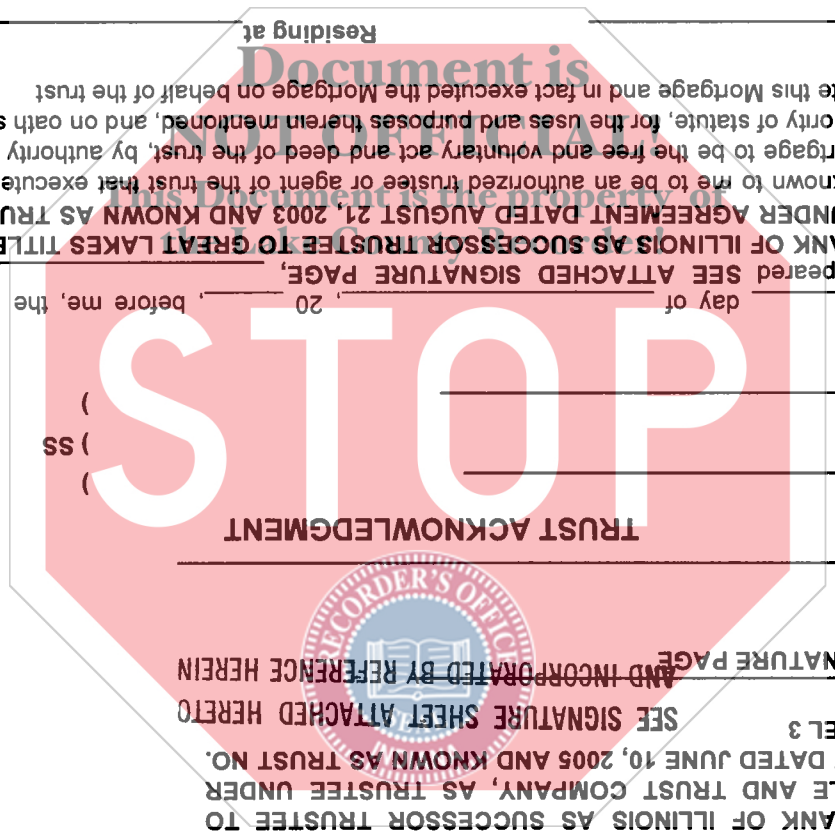 ANK OF ILLINOIS AS SUCCESSOR TRUSTEE TO
LE AND TRUST COMPANY, AS TRUSTEE UNDER
DATED JUNE 10, 2005 AND KNOWN AS TRUST NO.
EL 3
SEE SIGNATURE SHEET ATTACHED HERETO
NATURE PAGE AND INCORPORATED BY REFERENCE HEREIN
TRUST ACKNOWLEDGMENT
)
) SS
)
day of , 20 , before me, the
peared SEE ATTACHED SIGNATURE PAGE,
ANK OF ILLINOIS AS SUCCESSOR TRUSTEE TO GREAT LAKES TITLE
UNDER AGREEMENT DATED AUGUST 21, 2003 AND KNOWN AS TRU
nown to me to be an authorized trustee or agent of the trust that execute
rtgage to be the free and voluntary act and deed of the trust, by authority
ority of statute, for the uses and purposes therein mentioned, and on oath s
te this Mortgage and in fact executed the Mortgage on behalf of the trust
Residing at
Document is
NOT OFFICIAL!
This Document is the property of
the Lake County Recorder!
STOP
RECORDER'S OFFICE
SEAL
INDIANA